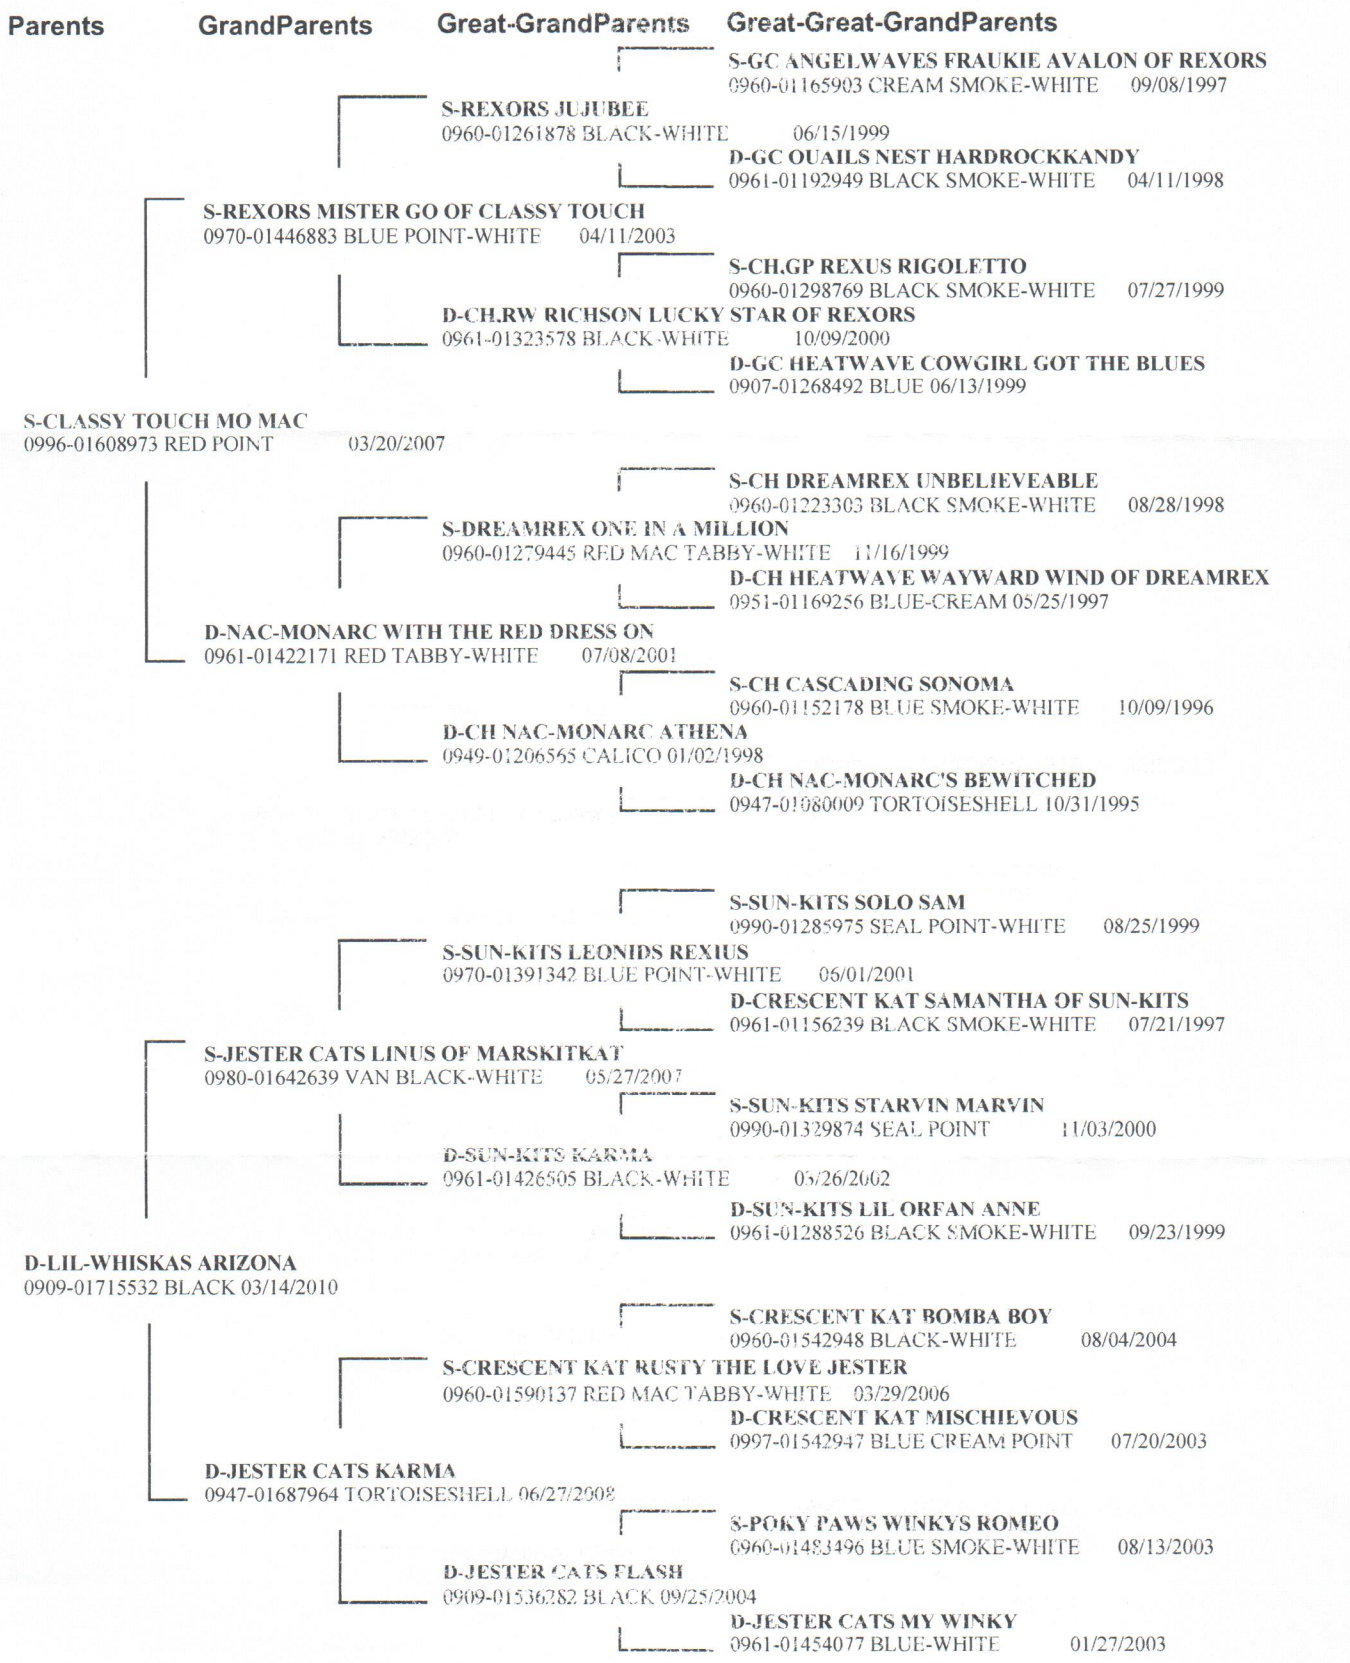 Parents GrandParents Great-GrandParents Great-Great-GrandParents
S-GC ANGELWAVES FRAUKIE AVALON OF REXORS
0960-01165903 CREAM SMOKE-WHITE 09/08/1997
S-REXORS JUJUBEE
0960-01261878 BLACK-WHITE 06/15/1999
D-GC OUAILS NEST HARDROCKKANDY
0961-01192949 BLACK SMOKE-WHITE 04/11/1998
S-REXORS MISTER GO OF CLASSY TOUCH
0970-01446883 BLUE POINT-WHITE 04/11/2003
S-CH,GP REXUS RIGOLETTO
0960-01298769 BLACK SMOKE-WHITE 07/27/1999
D-CH,RW RICHSON LUCKY STAR OF REXORS
0961-01323578 BLACK-WHITE 10/09/2000
D-GC HEATWAVE COWGIRL GOT THE BLUES
0907-01268492 BLUE 06/13/1999
S-CLASSY TOUCH MO MAC
0996-01608973 RED POINT 03/20/2007
S-CH DREAMREX UNBELIEVEABLE
0960-01223303 BLACK SMOKE-WHITE 08/28/1998
S-DREAMREX ONE IN A MILLION
0960-01279445 RED MAC TABBY-WHITE 11/16/1999
D-CH HEATWAVE WAYWARD WIND OF DREAMREX
0951-01169256 BLUE-CREAM 05/25/1997
D-NAC-MONARC WITH THE RED DRESS ON
0961-01422171 RED TABBY-WHITE 07/08/2001
S-CH CASCADING SONOMA
0960-01152178 BLUE SMOKE-WHITE 10/09/1996
D-CH NAC-MONARC ATHENA
0949-01206565 CALICO 01/02/1998
D-CH NAC-MONARC'S BEWITCHED
0947-01080009 TORTOISESHELL 10/31/1995
S-SUN-KITS SOLO SAM
0990-01285975 SEAL POINT-WHITE 08/25/1999
S-SUN-KITS LEONIDS REXIUS
0970-01391342 BLUE POINT-WHITE 06/01/2001
D-CRESCENT KAT SAMANTHA OF SUN-KITS
0961-01156239 BLACK SMOKE-WHITE 07/21/1997
S-JESTER CATS LINUS OF MARSKITKAT
0980-01642639 VAN BLACK-WHITE 05/27/2007
S-SUN-KITS STARVIN MARVIN
0990-01329874 SEAL POINT 11/03/2000
D-SUN-KITS KARMA
0961-01426505 BLACK-WHITE
D-SUN-KITS LIL ORFAN ANNE
0961-01288526 BLACK SMOKE-WHITE 09/23/1999
D-LIL-WHISKAS ARIZONA
0909-01715532 BLACK 03/14/2010
S-CRESCENT KAT BOMBA BOY
0960-01542948 BLACK-WHITE 08/04/2004
S-CRESCENT KAT RUSTY THE LOVE JESTER
0960-01590137 RED MAC TABBY-WHITE 03/29/2006
D-CRESCENT KAT MISCHIEVOUS
0997-01542947 BLUE CREAM POINT 07/20/2003
D-JESTER CATS KARMA
0947-01687964 TORTOISESHELL 06/27/2008
S-POKY PAWS WINKYS ROMEO
0960-01483496 BLUE SMOKE-WHITE 08/13/2003
D-JESTER CATS FLASH
0909-01536282 BLACK 09/25/2004
D-JESTER CATS MY WINKY
0961-01454077 BLUE-WHITE 01/27/2003